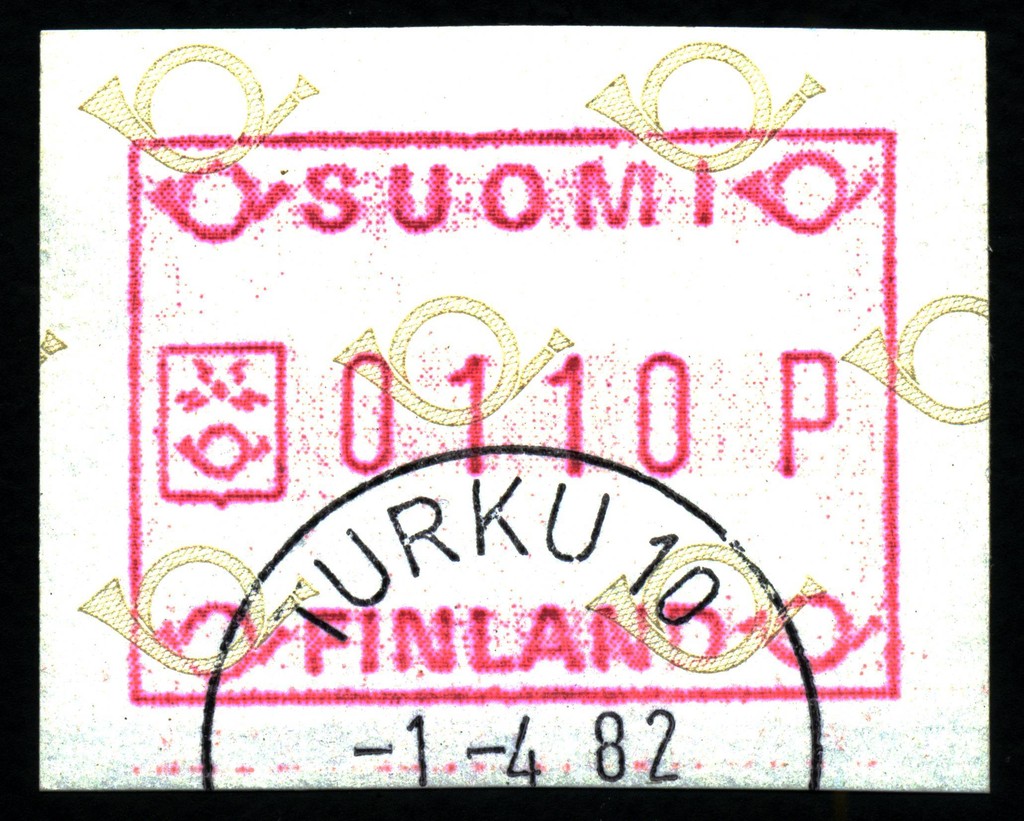 SUOMI
0110 P
TURKU 10
FINLAND
-1-4 82